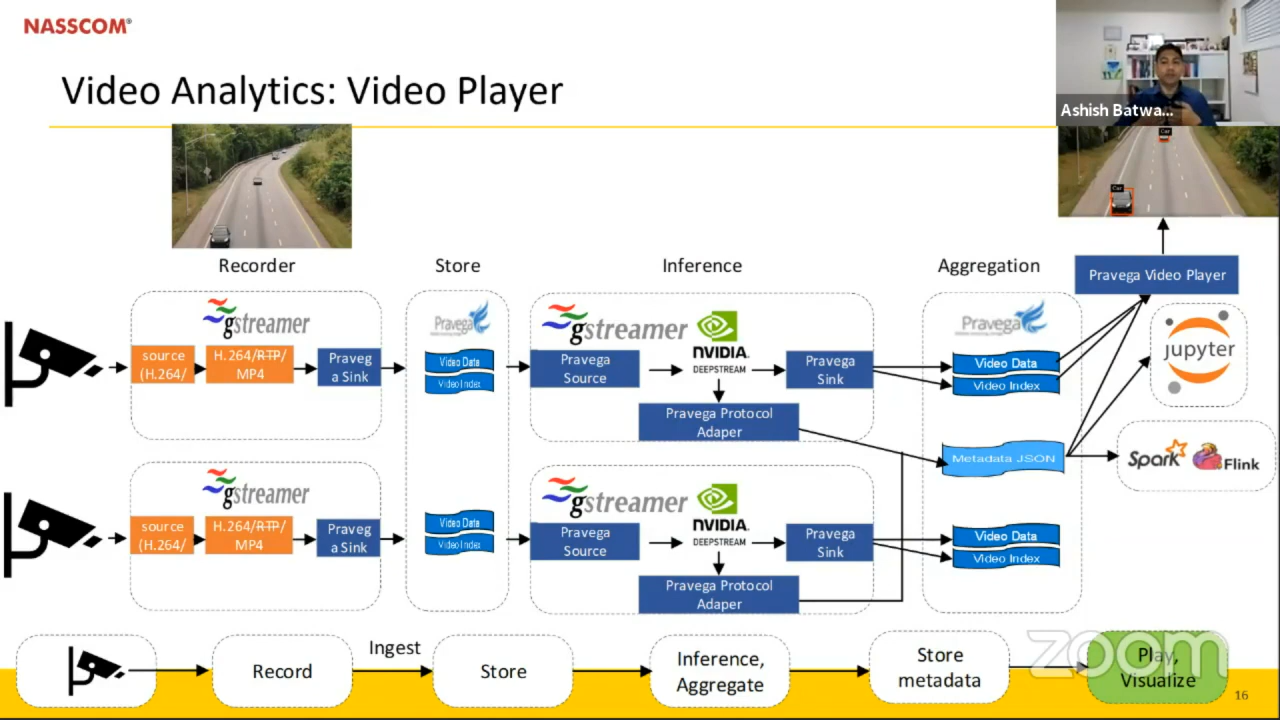 NASSCOM®
Video Analytics: Video Player
Ashish Batwa...
Car
Car
Recorder
Store
Inference
Aggregation
Pravega Video Player
gstreamer
source
(H.264/
H.264/RTP/
MP4
Praveg
a Sink
Pravega
Video Data
Video Index
gstreamer
Pravega
Source
NVIDIA.
DEEPSTREAM
Pravega
Sink
Pravega Protocol
Adaper
Pravega
Video Data
Video Index
jupyter
Metadata JSON
Spark
Flink
gstreamer
source
(H.264/
H.264/RTP/
MP4
Praveg
a Sink
Video Data
Video Index
gstreamer
Pravega
Source
NVIDIA.
DEEPSTREAM
Pravega
Sink
Pravega Protocol
Adaper
Video Data
Video Index
Record
Ingest
Store
Inference,
Aggregate
Store
metadata
Play,
Visualize
zoom
16